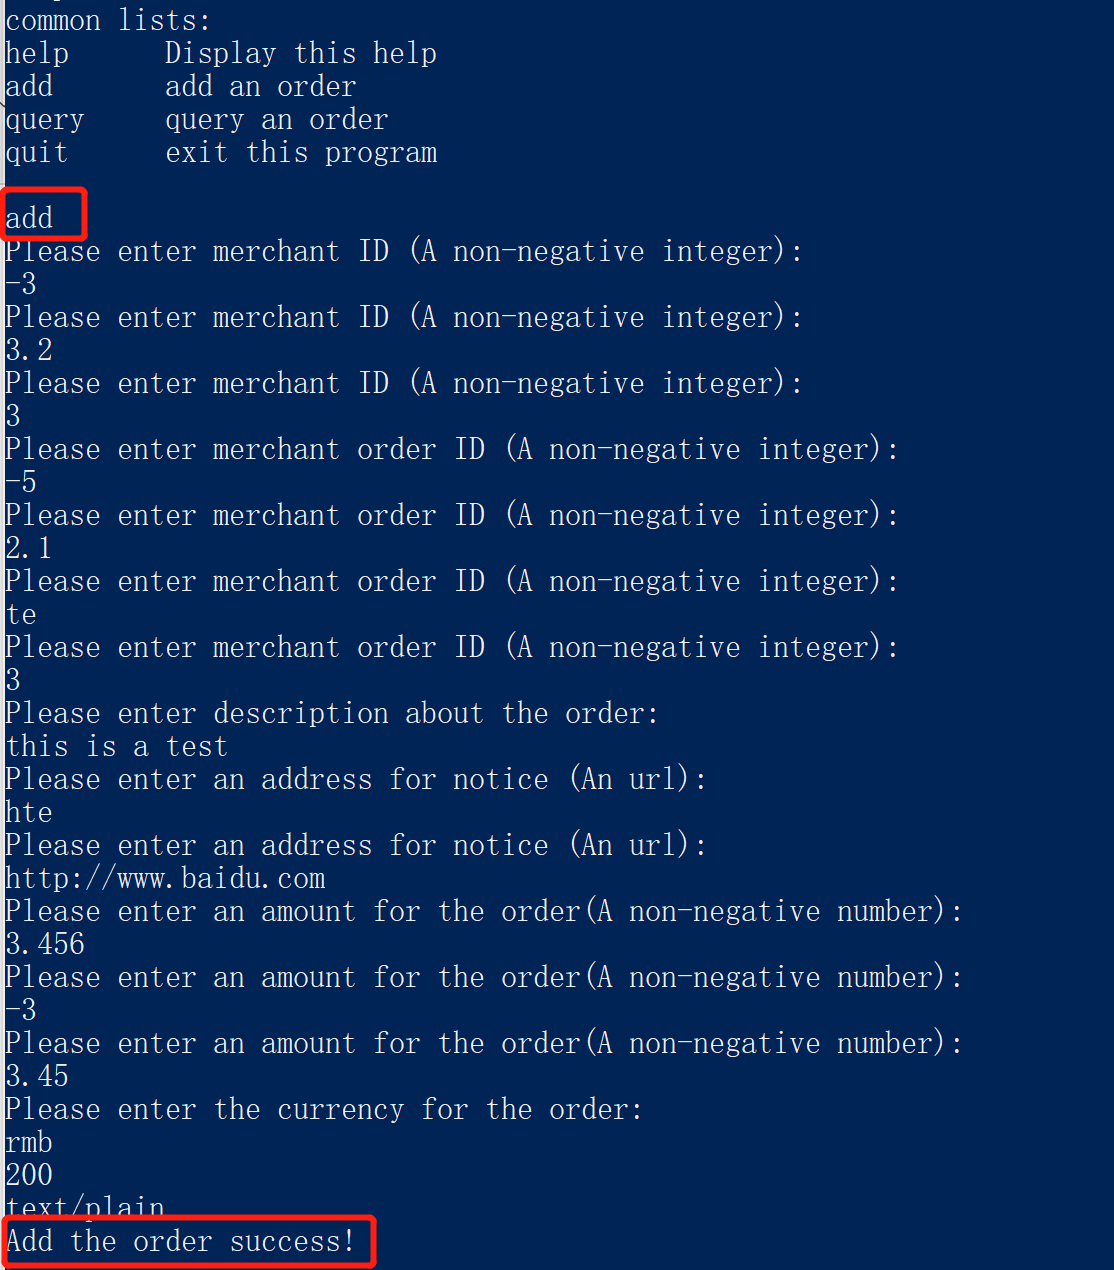 common lists:
help      Display this help
add       add an order
query     query an order
quit      exit this program
add
Please enter merchant ID (A non-negative integer):
-3
Please enter merchant ID (A non-negative integer):
3.2
Please enter merchant ID (A non-negative integer):
3
Please enter merchant order ID (A non-negative integer):
-5
Please enter merchant order ID (A non-negative integer):
2.1
Please enter merchant order ID (A non-negative integer):
te
Please enter merchant order ID (A non-negative integer):
3
Please enter description about the order:
this is a test
Please enter an address for notice (An url):
hte
Please enter an address for notice (An url):
http://www.baidu.com
Please enter an amount for the order(A non-negative number):
3.456
Please enter an amount for the order(A non-negative number):
-3
Please enter an amount for the order(A non-negative number):
3.45
Please enter the currency for the order:
rmb
200
text/plain
Add the order success!